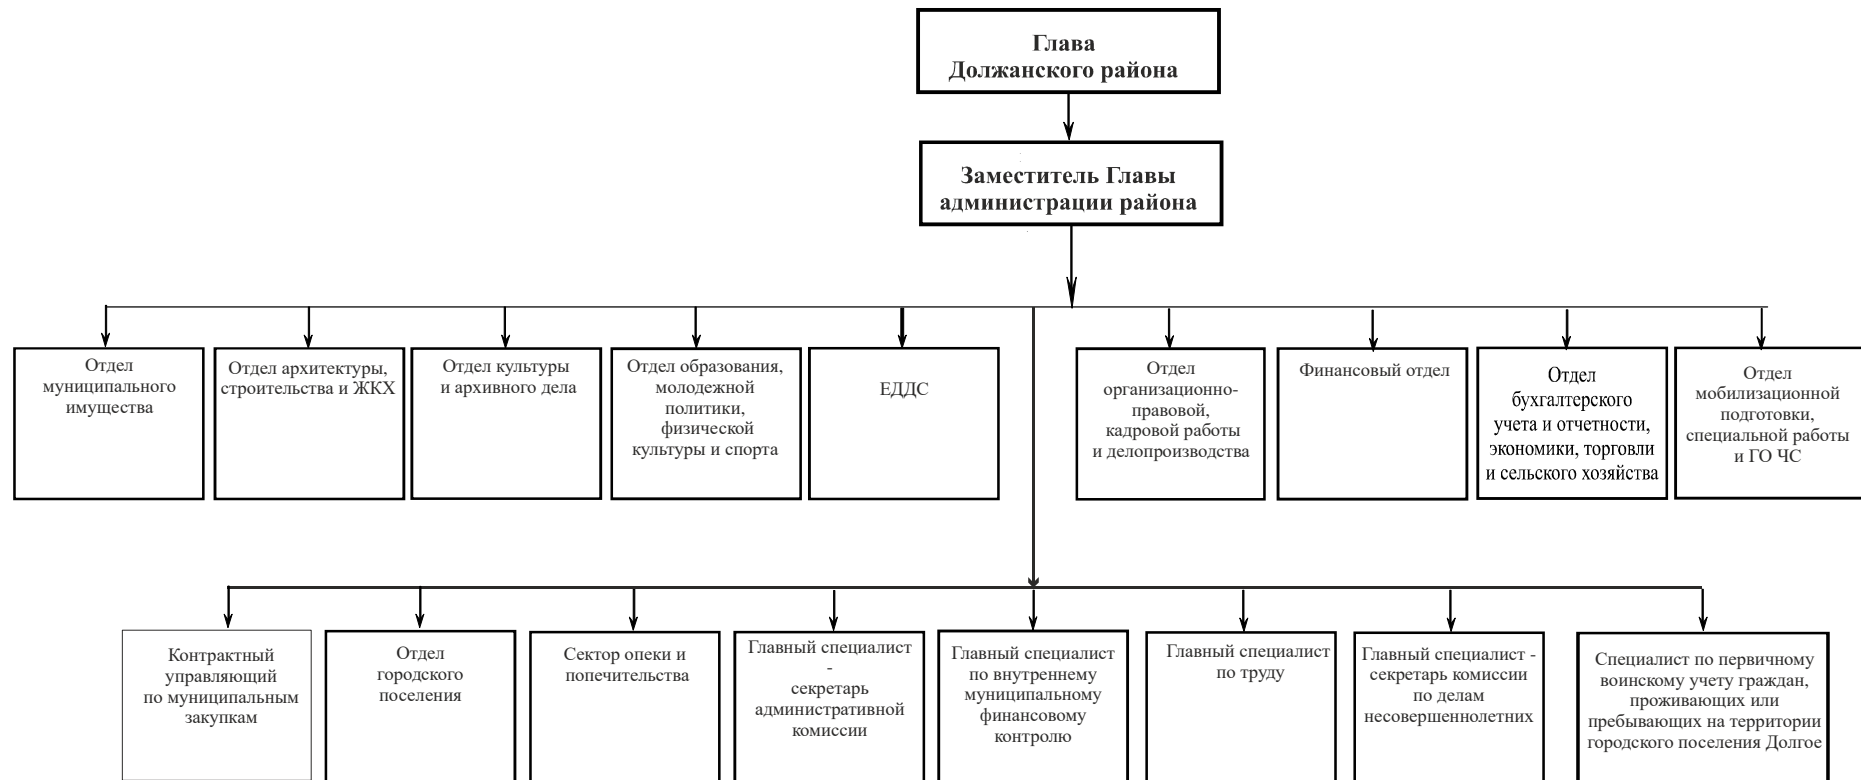 Глава
Должанского района
Заместитель Главы
администрации района
Отдел
муниципального
имущества
Отдел архитектуры,
строительства и ЖКХ
Отдел культуры
и архивного дела
Отдел образования,
молодежной
политики,
физической
культуры и спорта
ЕДДС
Отдел
организационно-
правовой,
кадровой работы
и делопроизводства
Финансовый отдел
Отдел
бухгалтерского
учета и отчетности,
экономики, торговли
и сельского хозяйства
Отдел
мобилизационной
подготовки,
специальной работы
и ГО ЧС
Контрактный
управляющий
по муниципальным
закупкам
Отдел
городского
поселения
Сектор опеки и
попечительства
Главный специалист
-
секретарь
административной
комиссии
Главный специалист
по внутреннему
муниципальному
финансовому
контролю
Главный специалист
по труду
Главный специалист -
секретарь комиссии
по делам
несовершеннолетних
Специалист по первичному
воинскому учету граждан,
проживающих или
пребывающих на территории
городского поселения Долгое